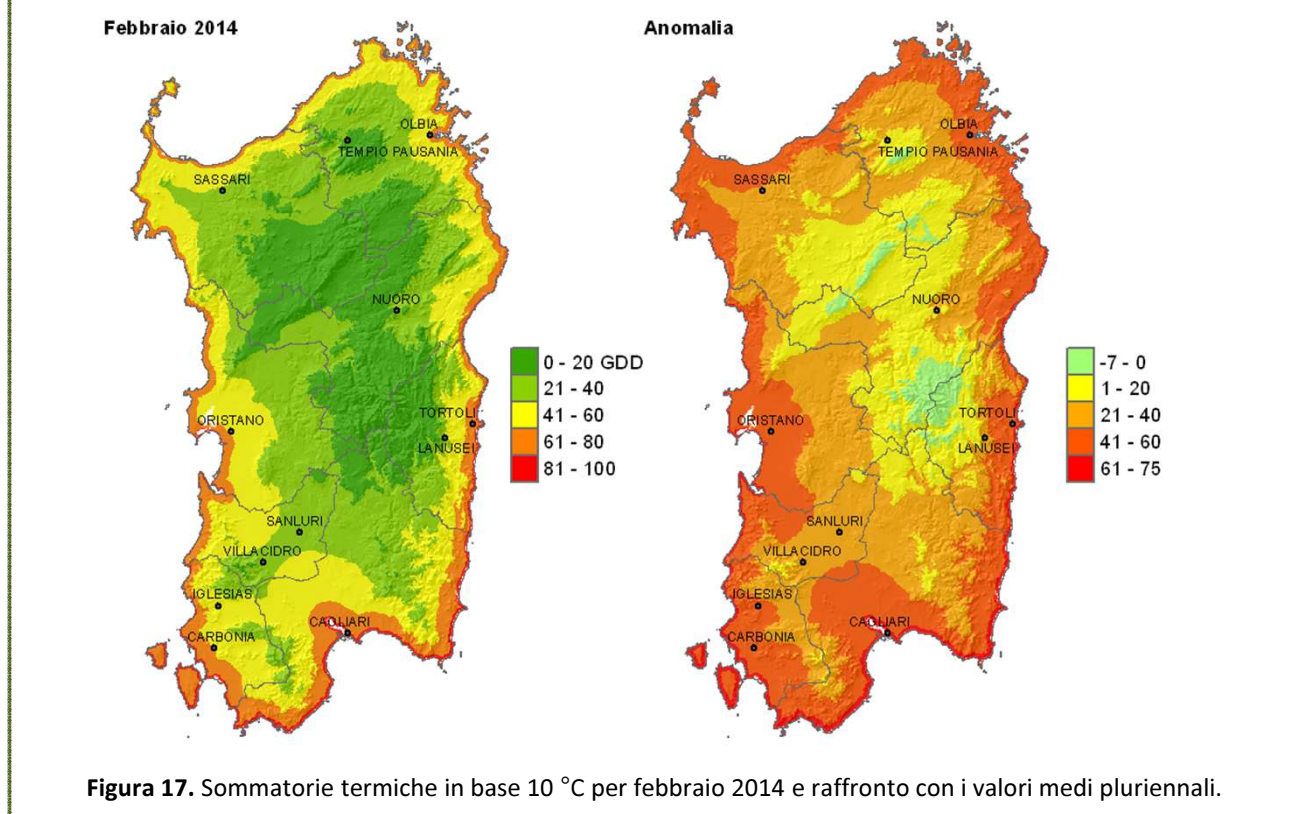 Febbraio 2014
OLBIA
TEMPIO PAUSANIA
SASSARI
NUORO
ORISTANO
TORTOLI
LANUSEI
SANLURI
VILLACIDRO
IGLESIAS
CAGLIARI
CARBONIA
0 - 20 GDD
21 - 40
41 - 60
61 - 80
81 - 100
Anomalia
OLBIA
TEMPIO PAUSANIA
SASSARI
NUORO
ORISTANO
TORTOLI
LANUSEI
SANLURI
VILLACIDRO
IGLESIAS
CAGLIARI
CARBONIA
-7 - 0
1 - 20
21 - 40
41 - 60
61 - 75
Figura 17. Sommatorie termiche in base 10 °C per febbraio 2014 e raffronto con i valori medi pluriennali.